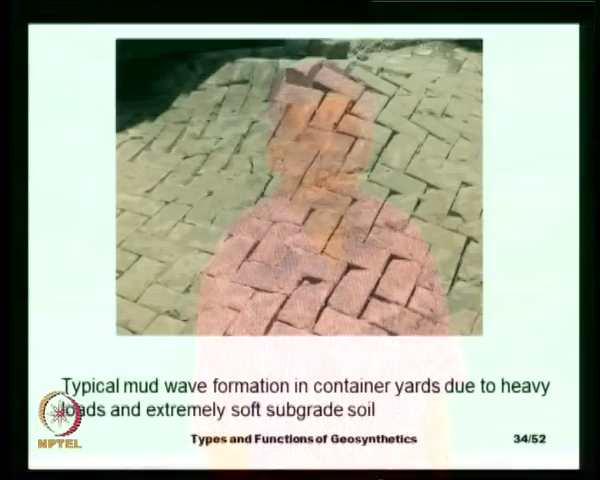 Typical mud wave formation in container yards due to heavy
loads and extremely soft subgrade soil
NPTEL
Types and Functions of Geosynthetics
34/52